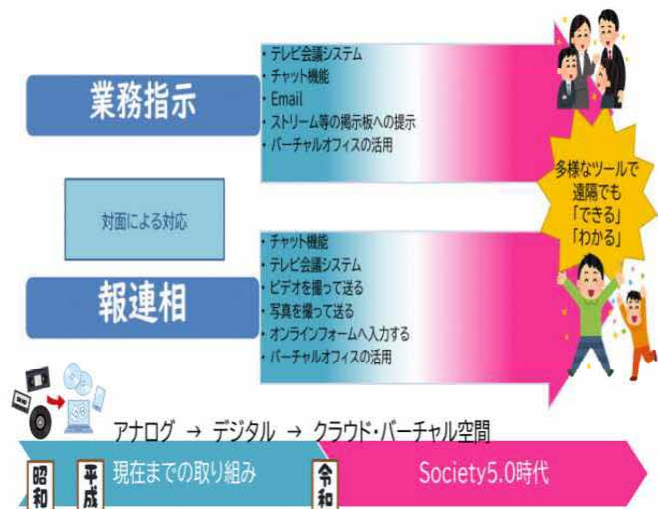 業務指示
・テレビ会議システム
・チャット機能
・Email
・ストリーム等の掲示板への提示
・バーチャルオフィスの活用
多様なツールで
遠隔でも
「できる」
「わかる」
対面による対応
報連相
・チャット機能
・テレビ会議システム
・ビデオを撮って送る
・写真を撮って送る
・オンラインフォームへ入力する
・バーチャルオフィスの活用
アナログ → デジタル → クラウド・バーチャル空間
昭和
平成
現在までの取り組み
令和
Society5.0時代